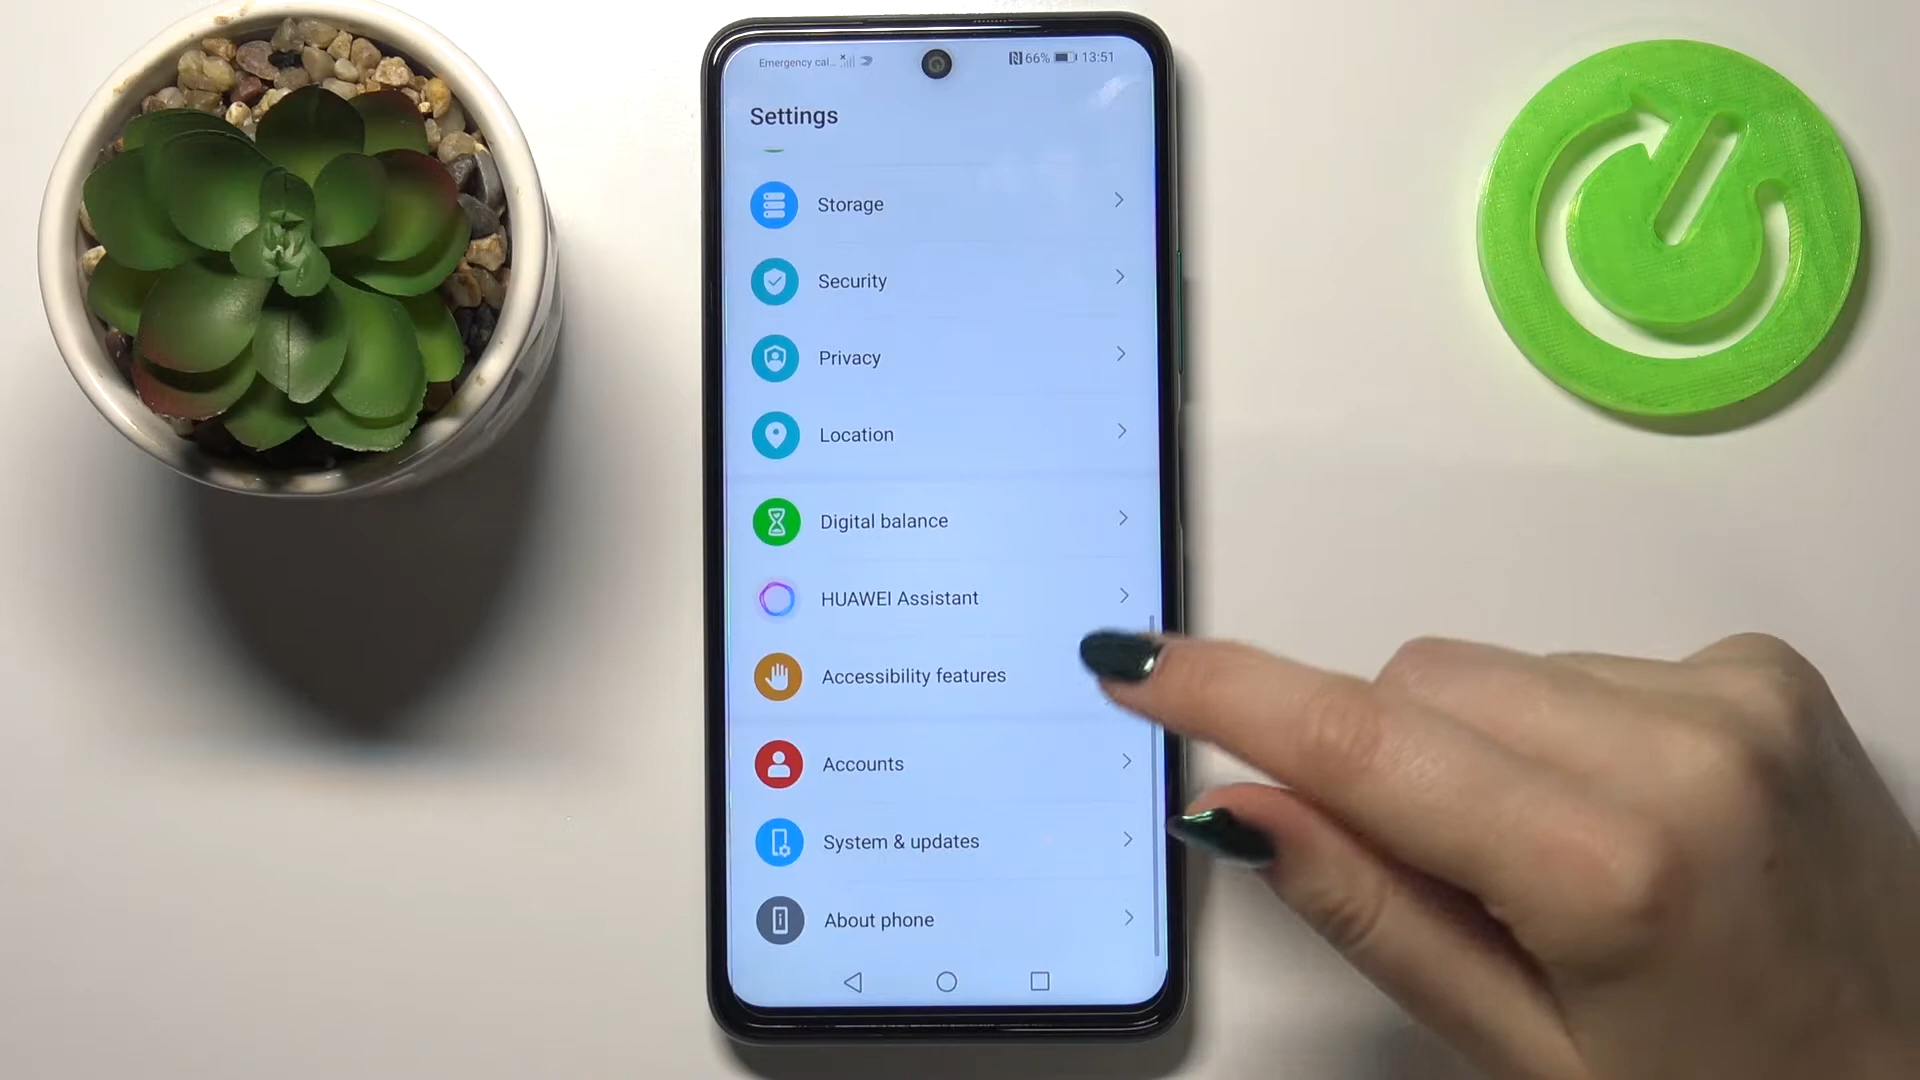 Emergency cal... 66% 13:51
Settings
Storage
Security
Privacy
Location
Digital balance
HUAWEI Assistant
Accessibility features
Accounts
System & updates
About phone